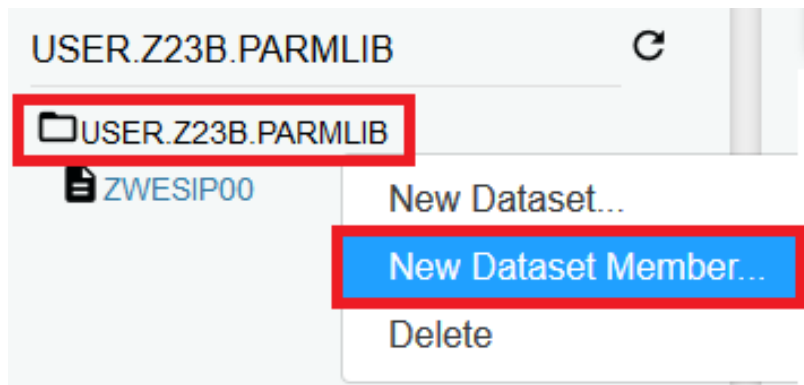 USER.Z23B.PARMLIB
USER.Z23B.PARMLIB
ZWESIP00
New Dataset...
New Dataset Member...
Delete